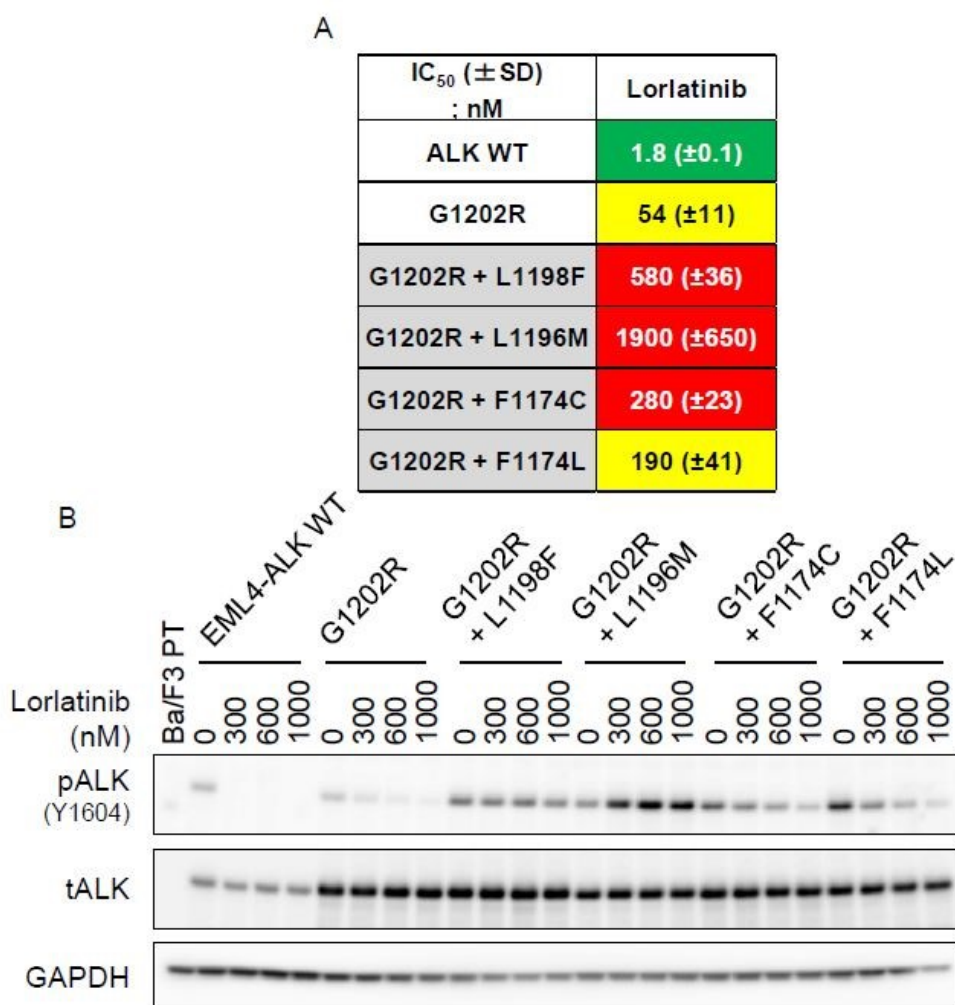 A
IC50 (±SD)
; nM
Lorlatinib
ALK WT
1.8 (±0.1)
G1202R
54 (±11)
G1202R + L1198F
580 (±36)
G1202R + L1196M
1900 (±650)
G1202R + F1174C
280 (±23)
G1202R + F1174L
190 (±41)
B
Ba/F3 PT
EML4-ALK WT
G1202R
G1202R
+ L1198F
G1202R
+ L1196M
G1202R
+ F1174C
G1202R
+ F1174L
Lorlatinib
(nM)
0 300 600 1000 0 300 600 1000 0 300 600 1000 0 300 600 1000 0 300 600 1000 0 300 600 1000
pALK
(Y1604)
tALK
GAPDH